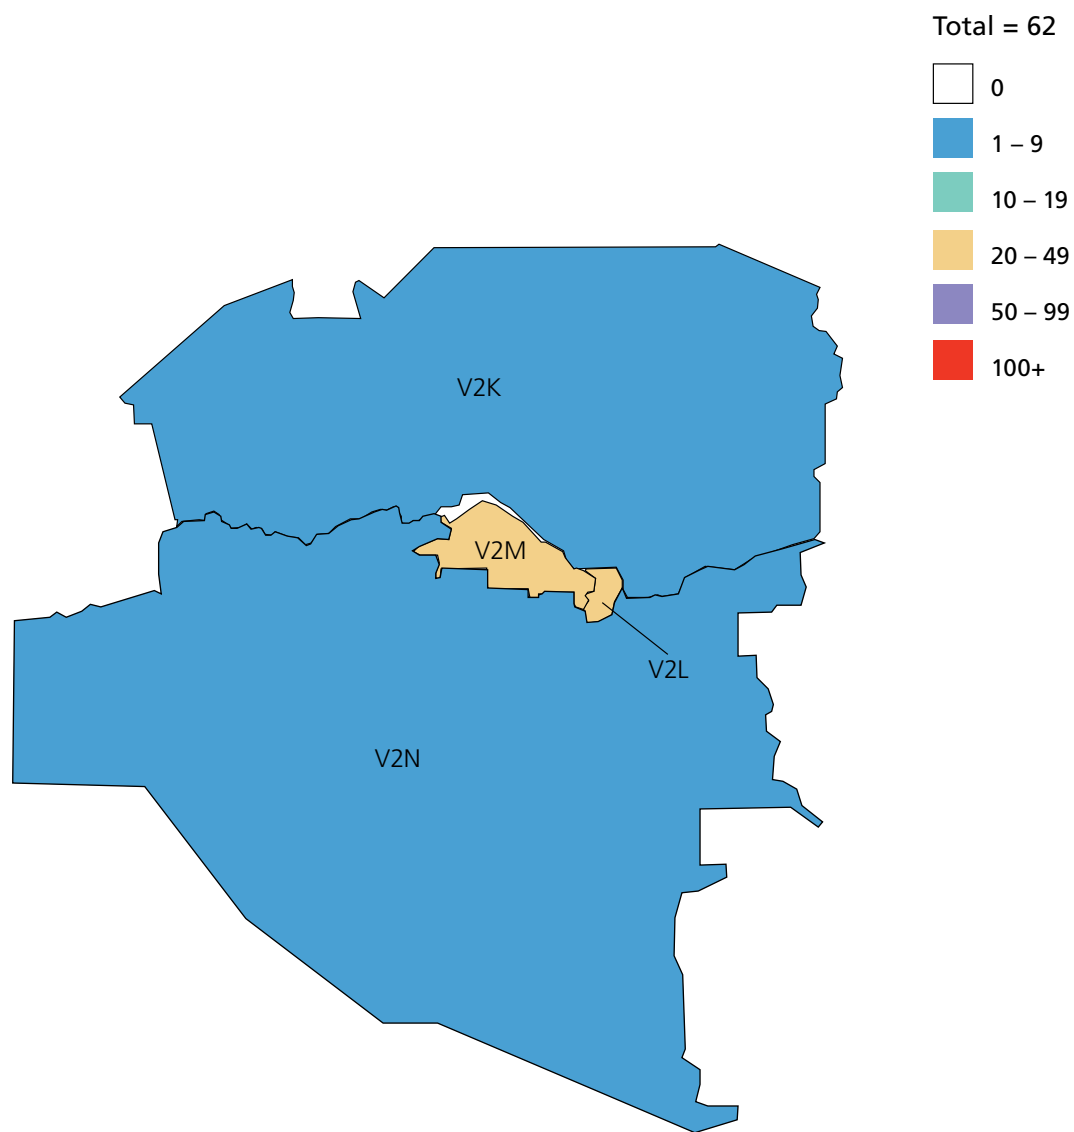 Total = 62
0
1 – 9
10 – 19
20 – 49
50 – 99
100+
V2K
V2M
V2L
V2N